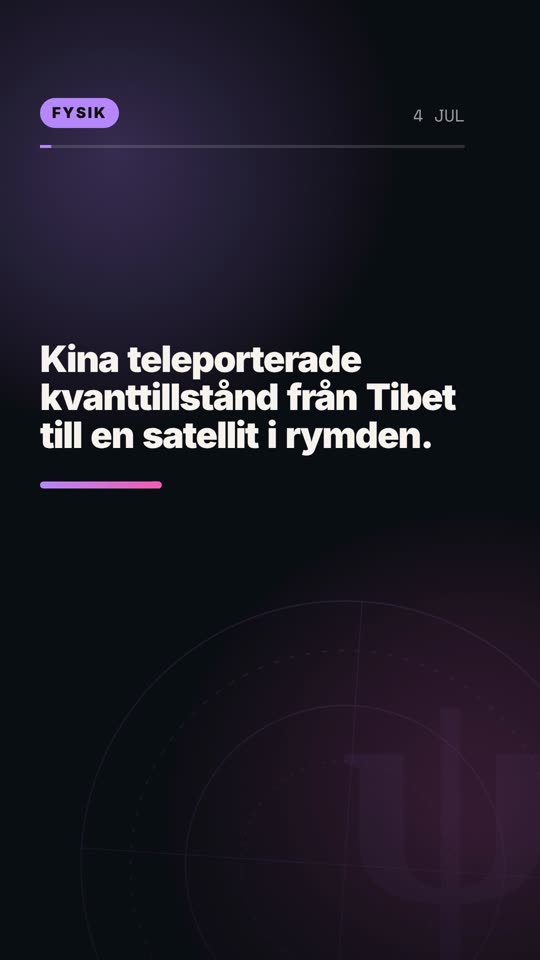 FYSIK
4 JUL
Kina teleporterade
kvanttillstånd från Tibet
till en satellit i rymden.
ψ